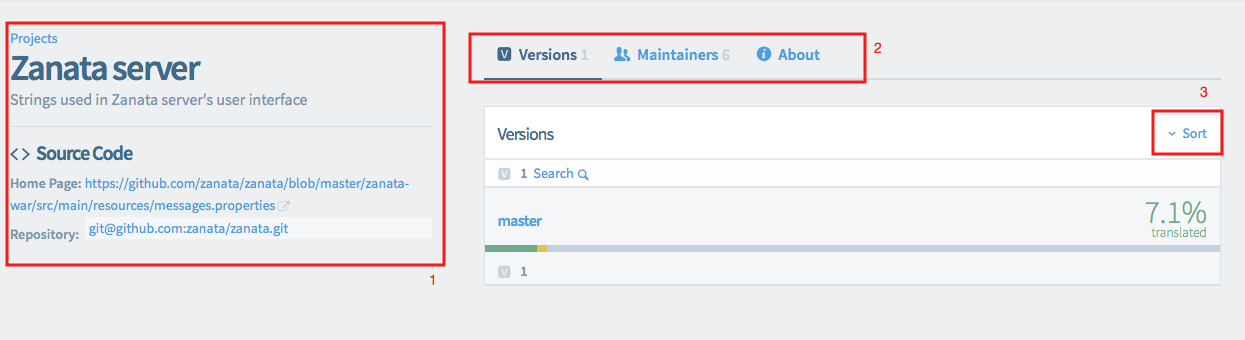 Projects
Zanata server
Strings used in Zanata server's user interface
Source Code
Home Page: https://github.com/zanata/zanata/blob/master/zanata-
war/src/main/resources/messages.properties
Repository: git@github.com:zanata/zanata.git
1
V Versions 1 Maintainers 6 i About
2
3
Versions
Sort
V 1 Search
master
7.1%
translated
V 1